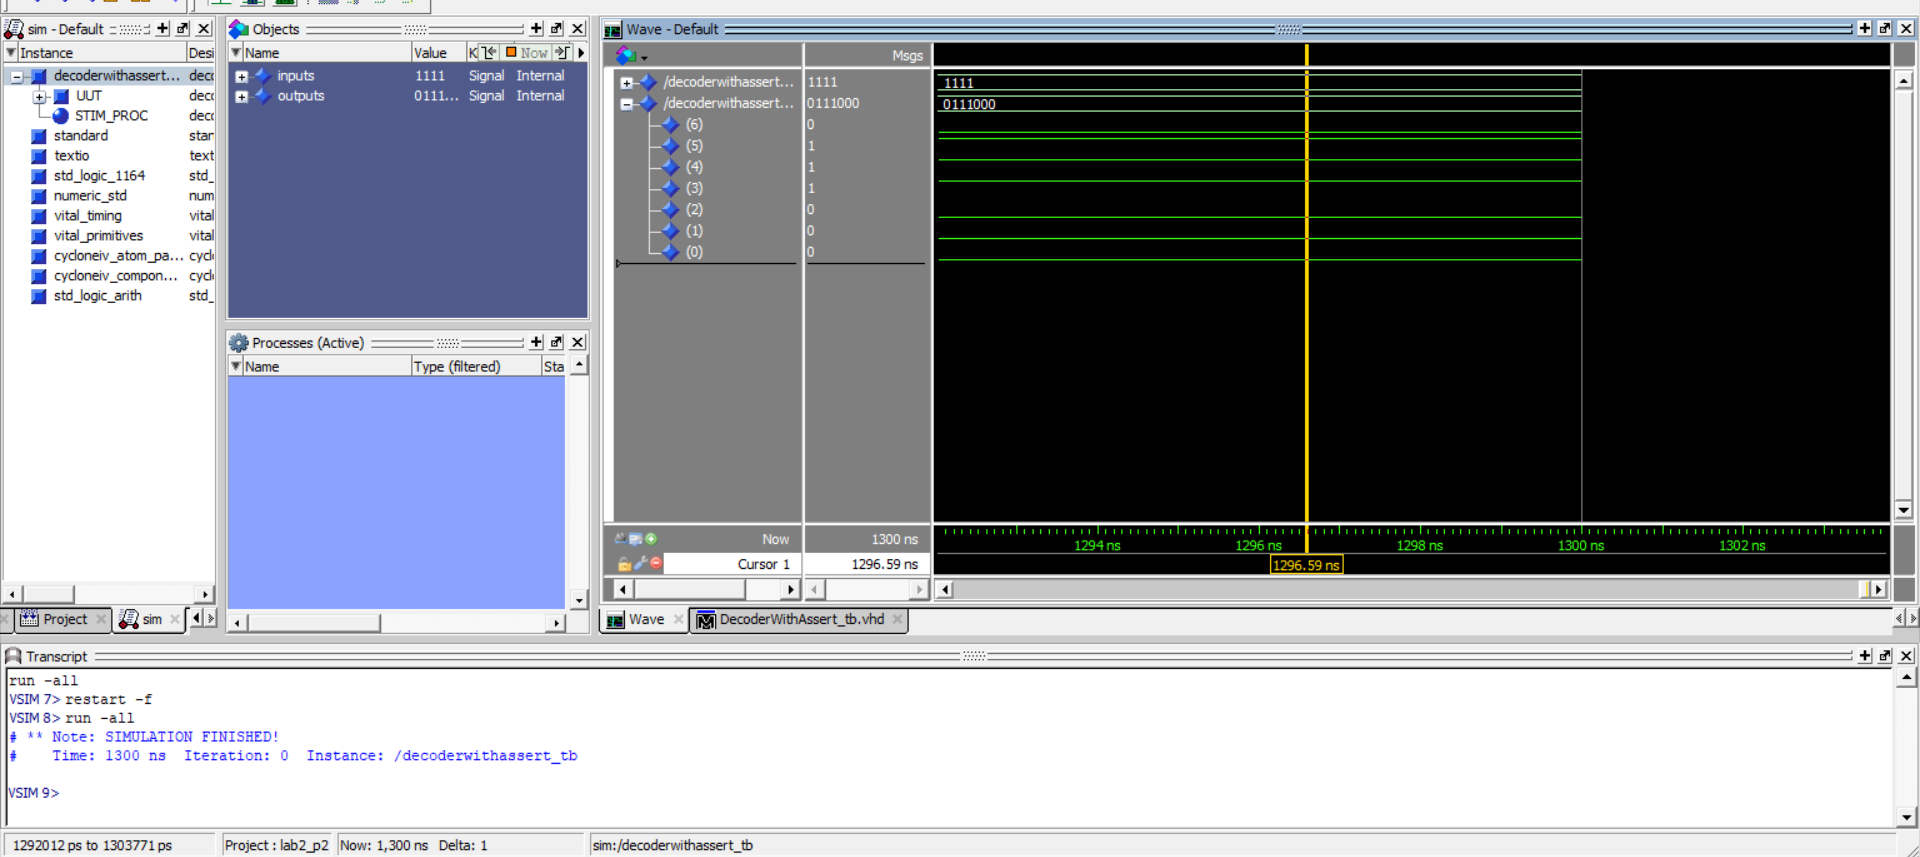 sim - Default
Instance Desi
decoderwithassert... decc
UUT decc
STIM_PROC decc
standard stan
textio text
std_logic_1164 std_
numeric_std num
vital_timing vital
vital_primitives vital
cycloneiv_atom_pa... cycl
cycloneiv_compon... cycl
std_logic_arith std_
Project sim
Objects
Name Value K Now
inputs 1111 Signal Internal
outputs 0111... Signal Internal
Processes (Active)
Name Type (filtered) Sta
Wave - Default
Msgs
/decoderwithassert... 1111 1111
/decoderwithassert... 0111000 0111000
(6) 0
(5) 1
(4) 1
(3) 1
(2) 0
(1) 0
(0) 0
Now 1300 ns 1294 ns 1296 ns 1298 ns 1300 ns 1302 ns
Cursor 1 1296.59 ns 1296.59 ns
Wave DecoderWithAssert_tb.vhd
Transcript
run -all
VSIM 7> restart -f
VSIM 8> run -all
# ** Note: SIMULATION FINISHED!
# Time: 1300 ns Iteration: 0 Instance: /decoderwithassert_tb
VSIM 9>
1292012 ps to 1303771 ps Project : lab2_p2 Now: 1,300 ns Delta: 1 sim:/decoderwithassert_tb